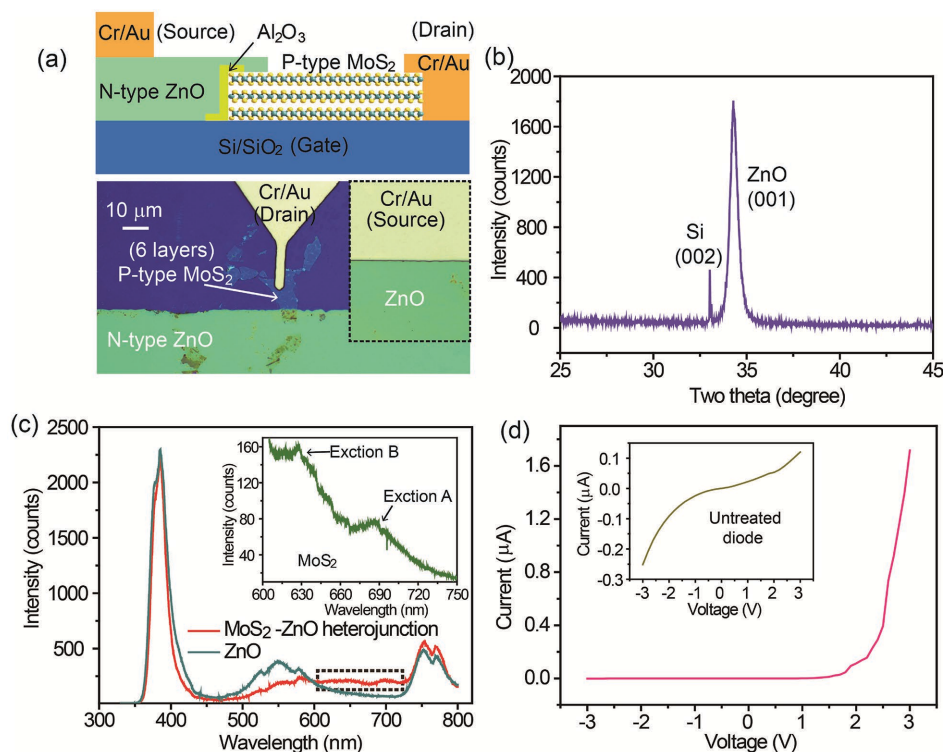 (a)
Cr/Au (Source)
Al2O3
(Drain)
P-type MoS2
Cr/Au
N-type ZnO
Si/SiO2 (Gate)
10 μm
Cr/Au
(Drain)
Cr/Au
(Source)
(6 layers)
P-type MoS2
ZnO
N-type ZnO
(b)
Intensity (counts)
2000
1600
1200
800
400
0
ZnO
(001)
Si
(002)
25 30 35 40 45
Two theta (degree)
(c)
Intensity (counts)
2500
2000
1500
1000
500
Intensity (counts)
160
120
80
40
Exction B
Exction A
MoS2
600 630 660 690 720 750
Wavelength (nm)
MoS2 -ZnO heterojunction
ZnO
300 400 500 600 700 800
Wavelength (nm)
(d)
Current (μA)
1.6
1.2
0.8
0.4
0.0
Current (μA)
0.1
0.0
-0.1
-0.2
-0.3
Untreated
diode
-3 -2 -1 0 1 2 3
Voltage (V)
-3 -2 -1 0 1 2 3
Voltage (V)